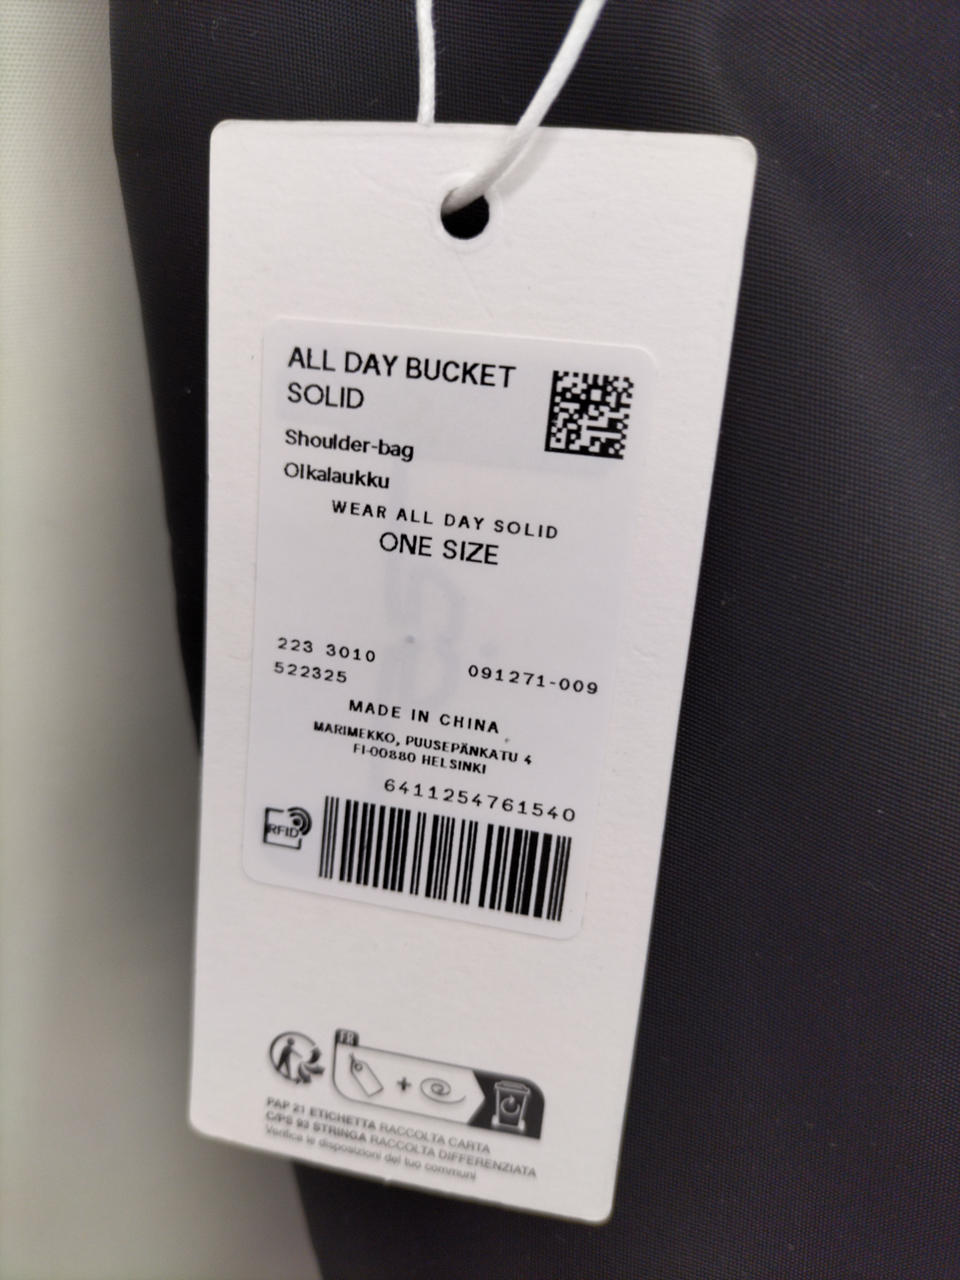 ALL DAY BUCKET
SOLID
Shoulder-bag
Olkalaukku
WEAR ALL DAY SOLID
ONE SIZE
223 3010
522325
091271-009
MADE IN CHINA
MARIMEKKO, PUUSEPÄNKATU 4
FI-00880 HELSINKI
6411254761540
RFID
FR
PAP 21 ETICHETTA RACCOLTA CARTA
C/PS 93 STRINGA RACCOLTA DIFFERENZIATA
Verifica le disposizioni del tuo comune